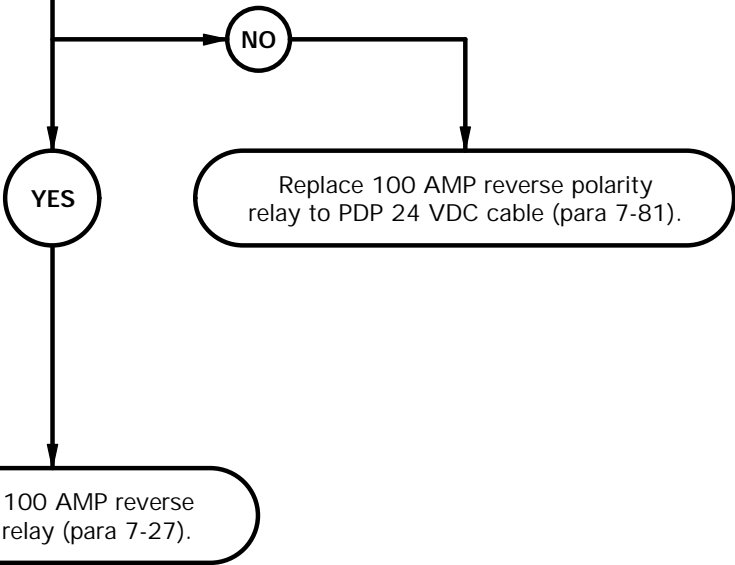 NO
YES
Replace 100 AMP reverse polarity
relay to PDP 24 VDC cable (para 7-81).
100 AMP reverse
relay (para 7-27).